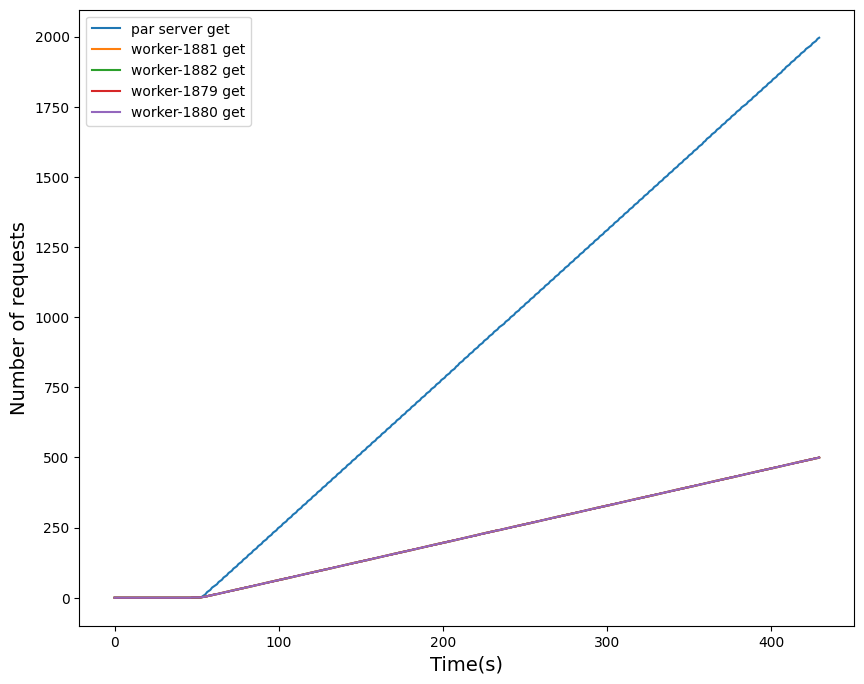 par server get
worker-1881 get
worker-1882 get
worker-1879 get
worker-1880 get
Number of requests
2000
1750
1500
1250
1000
750
500
250
0
0 100 200 300 400
Time(s)